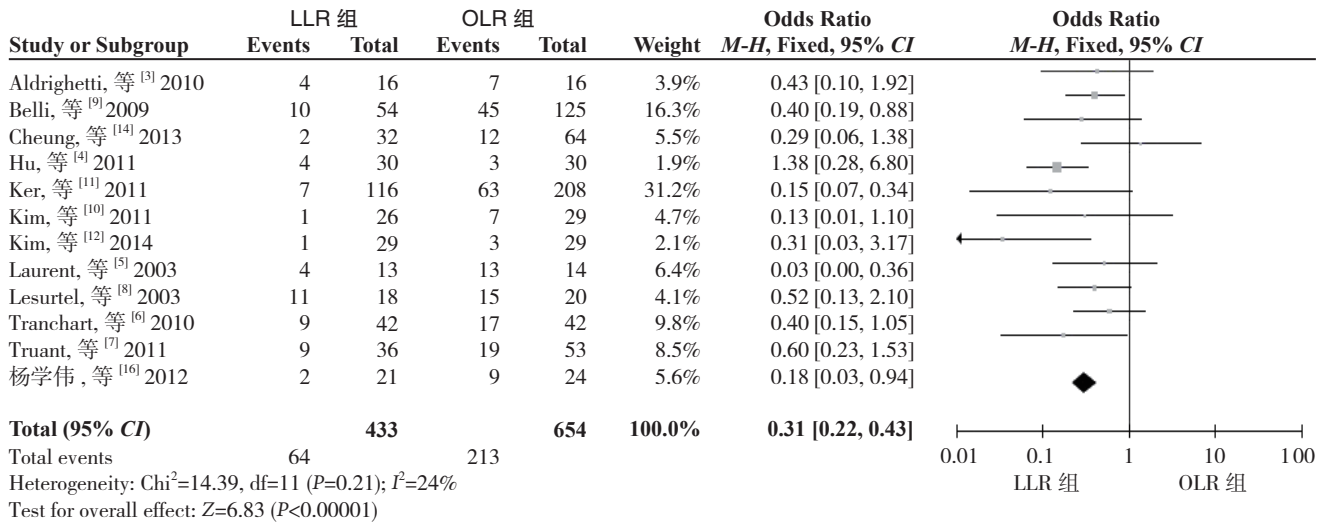 LLR 组 OLR 组 Odds Ratio Odds Ratio
Study or Subgroup Events Total Events Total Weight M-H, Fixed, 95% CI M-H, Fixed, 95% CI
Aldrighetti, 等 [3] 2010 4 16 7 16 3.9% 0.43 [0.10, 1.92]
Belli, 等 [9] 2009 10 54 45 125 16.3% 0.40 [0.19, 0.88]
Cheung, 等 [14] 2013 2 32 12 64 5.5% 0.29 [0.06, 1.38]
Hu, 等 [4] 2011 4 30 3 30 1.9% 1.38 [0.28, 6.80]
Ker, 等 [11] 2011 7 116 63 208 31.2% 0.15 [0.07, 0.34]
Kim, 等 [10] 2011 1 26 7 29 4.7% 0.13 [0.01, 1.10]
Kim, 等 [12] 2014 1 29 3 29 2.1% 0.31 [0.03, 3.17]
Laurent, 等 [5] 2003 4 13 13 14 6.4% 0.03 [0.00, 0.36]
Lesurtel, 等 [8] 2003 11 18 15 20 4.1% 0.52 [0.13, 2.10]
Tranchart, 等 [6] 2010 9 42 17 42 9.8% 0.40 [0.15, 1.05]
Truant, 等 [7] 2011 9 36 19 53 8.5% 0.60 [0.23, 1.53]
杨学伟 , 等 [16] 2012 2 21 9 24 5.6% 0.18 [0.03, 0.94]
Total (95% CI) 433 654 100.0% 0.31 [0.22, 0.43]
Total events 64 213
0.01 0.1 1 10 100
Heterogeneity: Chi²=14.39, df=11 (P=0.21); I²=24%
LLR 组 OLR 组
Test for overall effect: Z=6.83 (P<0.00001)